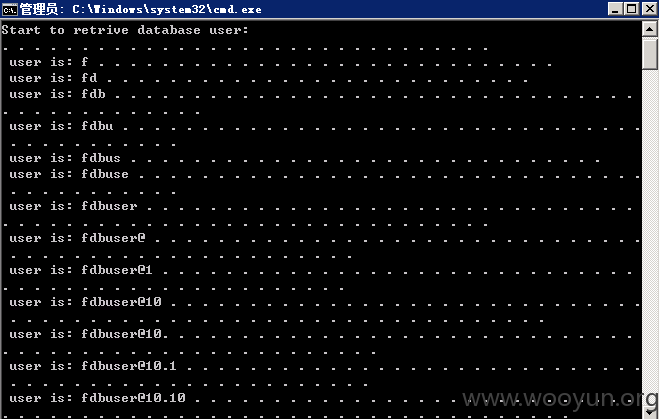 管理员: C:\Windows\system32\cmd.exe
Start to retrive database user:
. . . . . . . . . . . . . . . . . . . . . . . . . . . . . . . . . . .
user is: f . . . . . . . . . . . . . . . . . . . . . . . . . . . . . . . . .
user is: fd . . . . . . . . . . . . . . . . . . . . . . . . . . . . . . .
user is: fdb . . . . . . . . . . . . . . . . . . . . . . . . . . . . . . . . . . . . .
. . . . . . . . . . . . . . .
user is: fdbu . . . . . . . . . . . . . . . . . . . . . . . . . . . . . . . . . . . . .
. . . . . . . . . . . . .
user is: fdbus . . . . . . . . . . . . . . . . . . . . . . . . . . . . . . . . . .
user is: fdbuse . . . . . . . . . . . . . . . . . . . . . . . . . . . . . . . . . . . .
. . . . . . . . . . . . .
user is: fdbuser . . . . . . . . . . . . . . . . . . . . . . . . . . . . . . . . . . .
. . . . . . . . . . . . . . . . . . . . . . . . . . . . . . . . . . .
user is: fdbuser@ . . . . . . . . . . . . . . . . . . . . . . . . . . . . . . . . . . .
. . . . . . . . . . . . . . . . . . . . . . . . .
user is: fdbuser@1 . . . . . . . . . . . . . . . . . . . . . . . . . . . . . . . . . .
. . . . . . . . . . . . . . . . . . . . . . . . .
user is: fdbuser@10 . . . . . . . . . . . . . . . . . . . . . . . . . . . . . . . . . .
. . . . . . . . . . . . . . . . . . . . . . . . . . . . . . . . . . . . . .
user is: fdbuser@10. . . . . . . . . . . . . . . . . . . . . . . . . . . . . . . . . .
. . . . . . . . . . . . . . . . . . . . . . . . . . .
user is: fdbuser@10.1 . . . . . . . . . . . . . . . . . . . . . . . . . . . . . . . . .
. . . . . . . . . . . . . . . . . . . . . . . . . .
user is: fdbuser@10.10 . . . . . . . . . . . . . . . . . . . . . . . . . . . . . . . .
www.wooyun.org